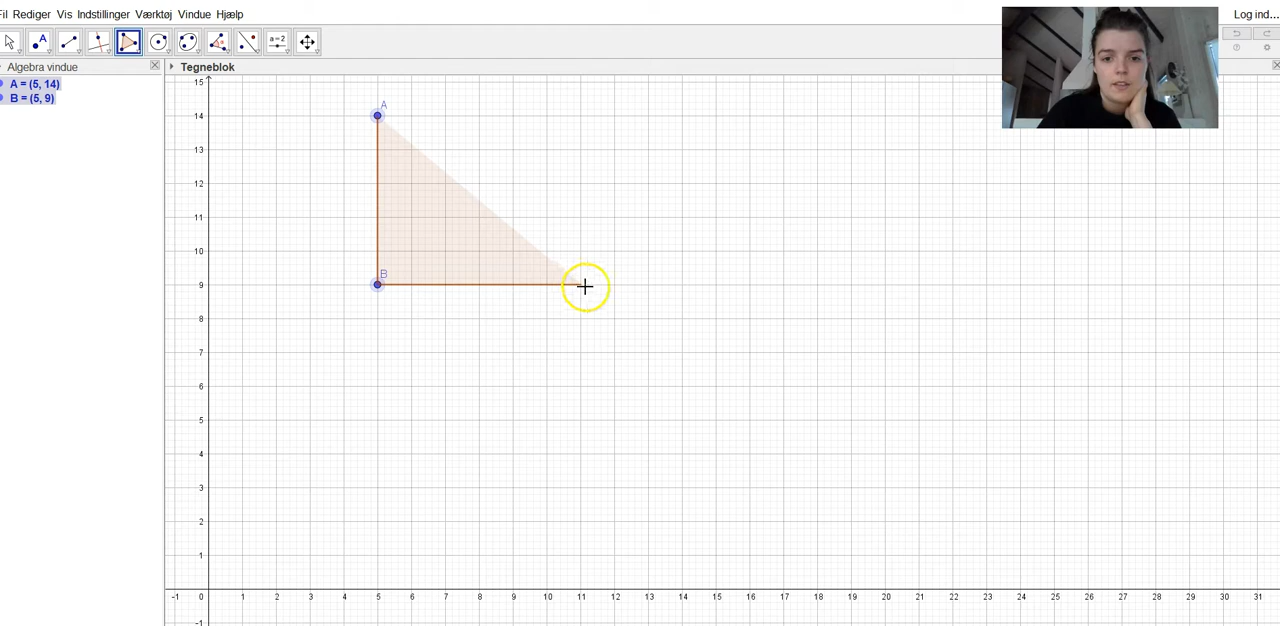 Fil Rediger Vis Indstillinger Værktøj Vindue Hjælp
Log ind...
A
a=2
Algebra vindue
Tegneblok
A = (5, 14)
B = (5, 9)
A
B
15
14
13
12
11
10
9
8
7
6
5
4
3
2
1
-1 0 1 2 3 4 5 6 7 8 9 10 11 12 13 14 15 16 17 18 19 20 21 22 23 24 25 26 27 28 29 30 31
-1